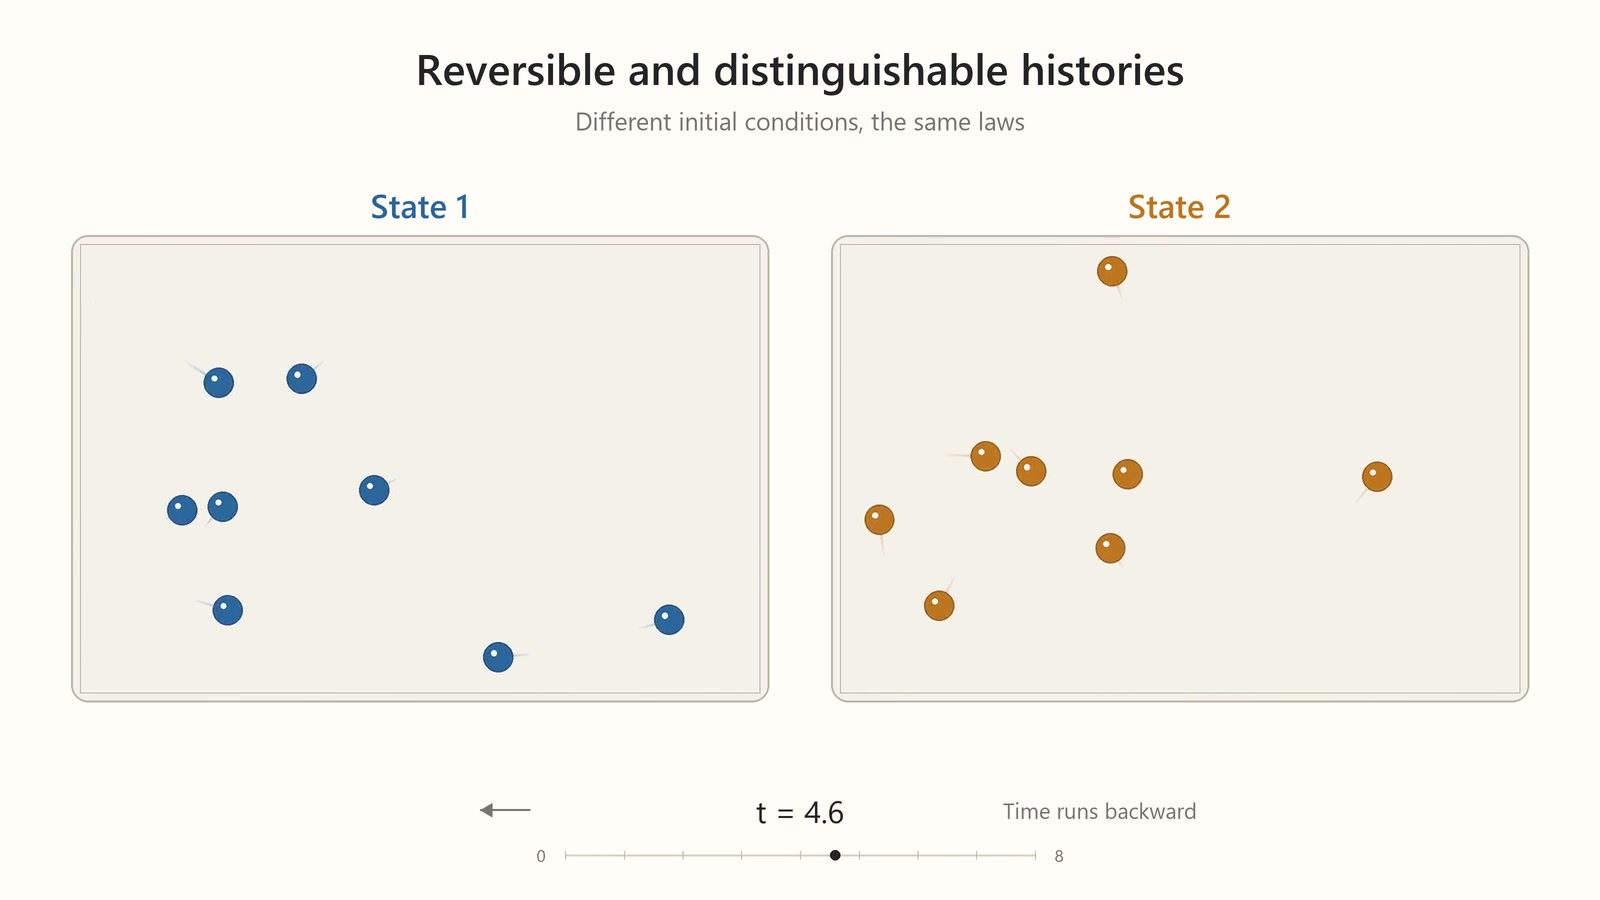 Reversible and distinguishable histories
Different initial conditions, the same laws
State 1
State 2
t = 4.6
Time runs backward
0
8